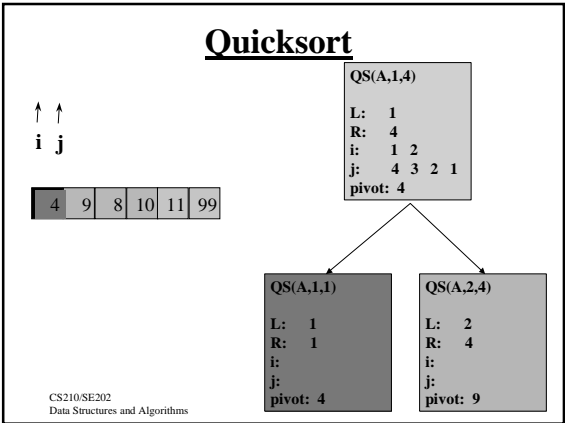 Quicksort
i j
4 9 8 10 11 99
QS(A,1,4)
L: 1
R: 4
i: 1 2
j: 4 3 2 1
pivot: 4
QS(A,1,1)
L: 1
R: 1
i:
j:
pivot: 4
QS(A,2,4)
L: 2
R: 4
i:
j:
pivot: 9
CS210/SE202
Data Structures and Algorithms